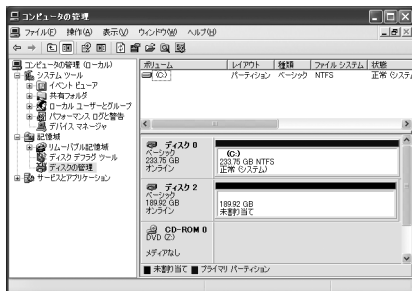 コンピュータの管理
ファイル(F) 操作(A) 表示(V) ウィンドウ(W) ヘルプ(H)
コンピュータの管理 (ローカル)
システム ツール
イベント ビューア
共有フォルダ
ローカル ユーザーとグループ
パフォーマンス ログと警告
デバイス マネージャ
記憶域
リムーバブル記憶域
ディスク デフラグ ツール
ディスクの管理
サービスとアプリケーション
ボリューム レイアウト 種類 ファイル システム 状態
(C:) パーティション ベーシック NTFS 正常 (システム)
ディスク 0
ベーシック
233.75 GB
オンライン
(C:)
233.75 GB NTFS
正常 (システム)
ディスク 2
ベーシック
189.92 GB
オンライン
189.92 GB
未割り当て
CD-ROM 0
DVD (Z:)
メディアなし
未割り当て プライマリ パーティション